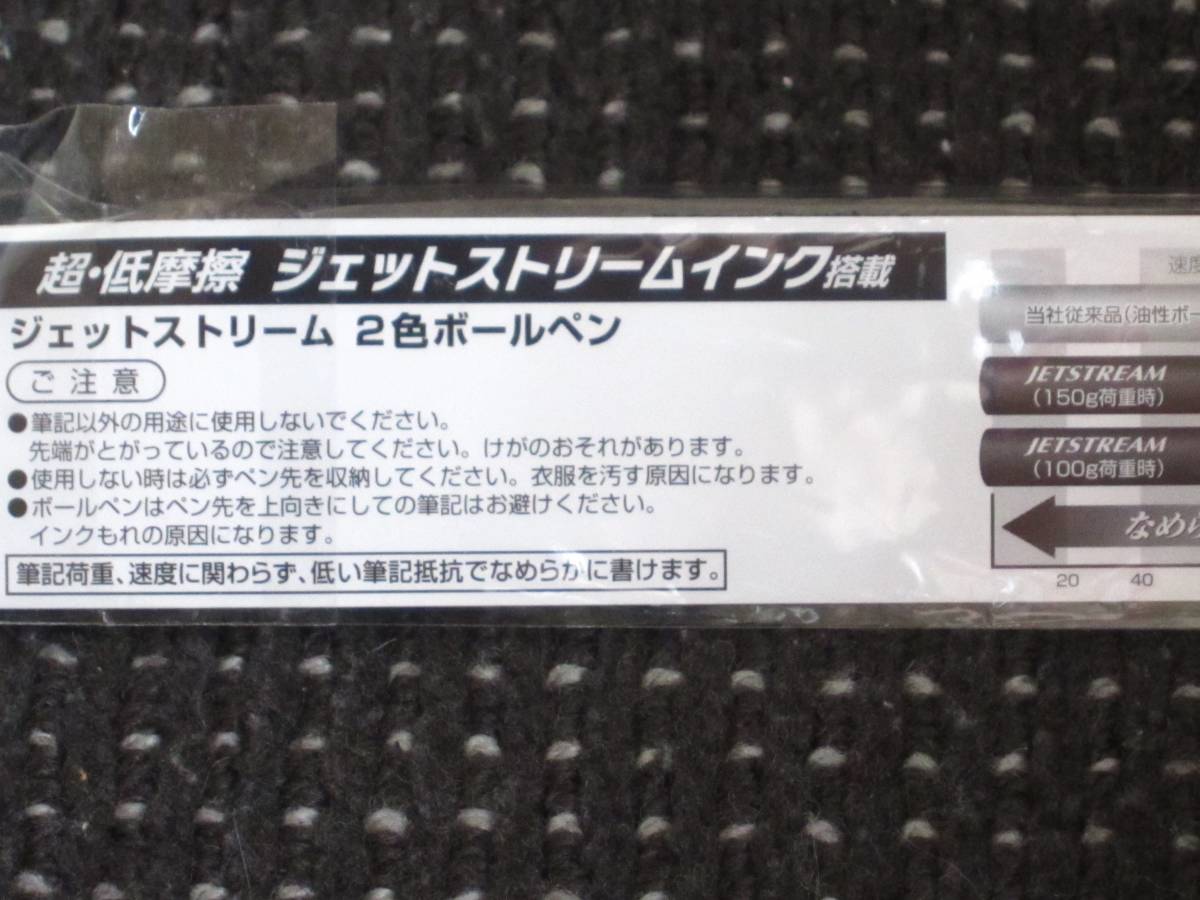 超・低摩擦 ジェットストリームインク搭載
ジェットストリーム 2色ボールペン
ご注意
●筆記以外の用途に使用しないでください。
先端がとがっているので注意してください。けがのおそれがあります。
●使用しない時は必ずペン先を収納してください。衣服を汚す原因になります。
●ボールペンはペン先を上向きにしての筆記はお避けください。
インクもれの原因になります。
筆記荷重、速度に関わらず、低い筆記抵抗でなめらかに書けます。
速度
当社従来品(油性ボー
JETSTREAM
(150g荷重時)
JETSTREAM
(100g荷重時)
なめら
20 40